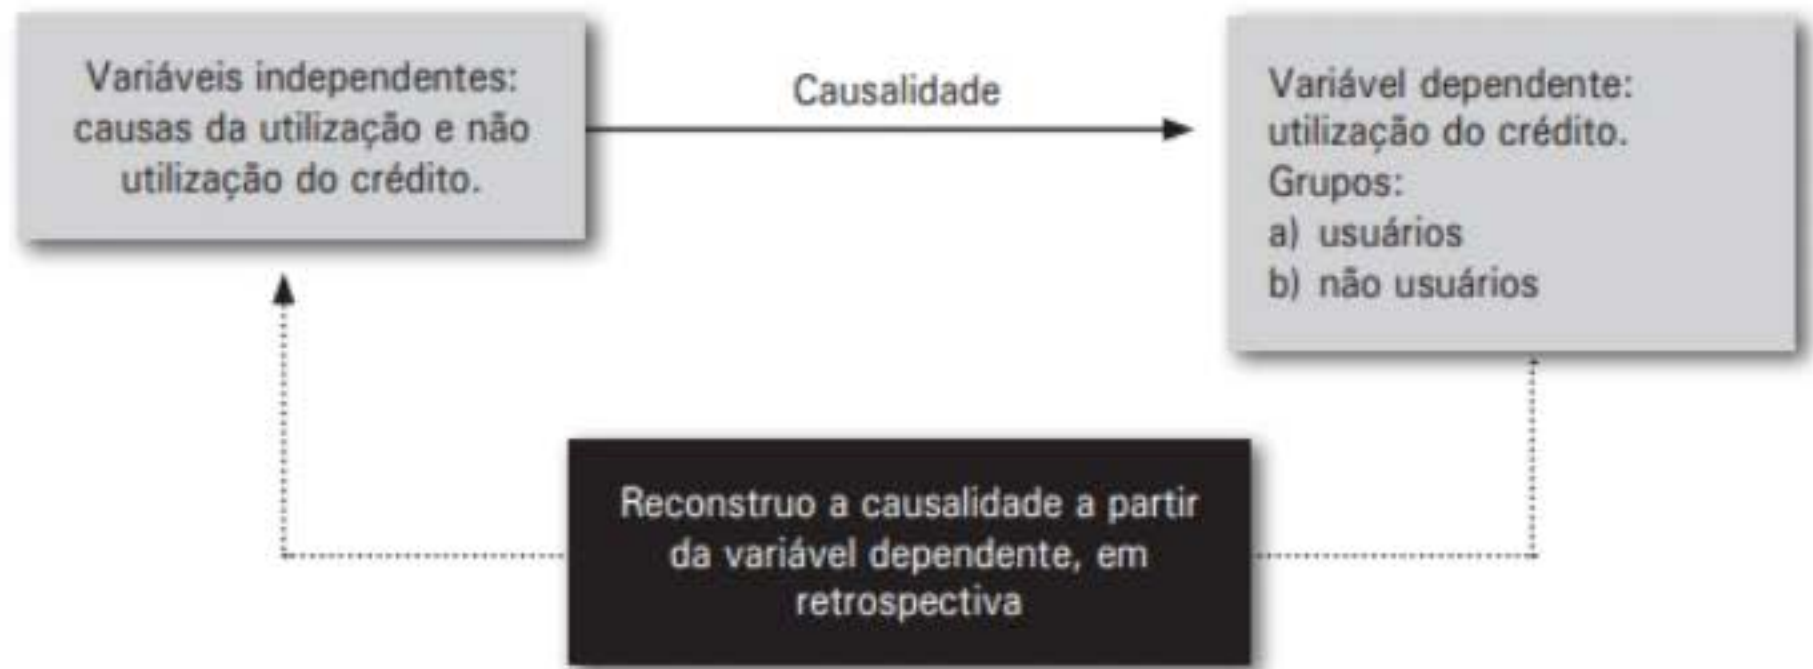 Variáveis independentes:
causas da utilização e não
utilização do crédito.
Causalidade
Variável dependente:
utilização do crédito.
Grupos:
a) usuários
b) não usuários
Reconstruo a causalidade a partir
da variável dependente, em
retrospectiva